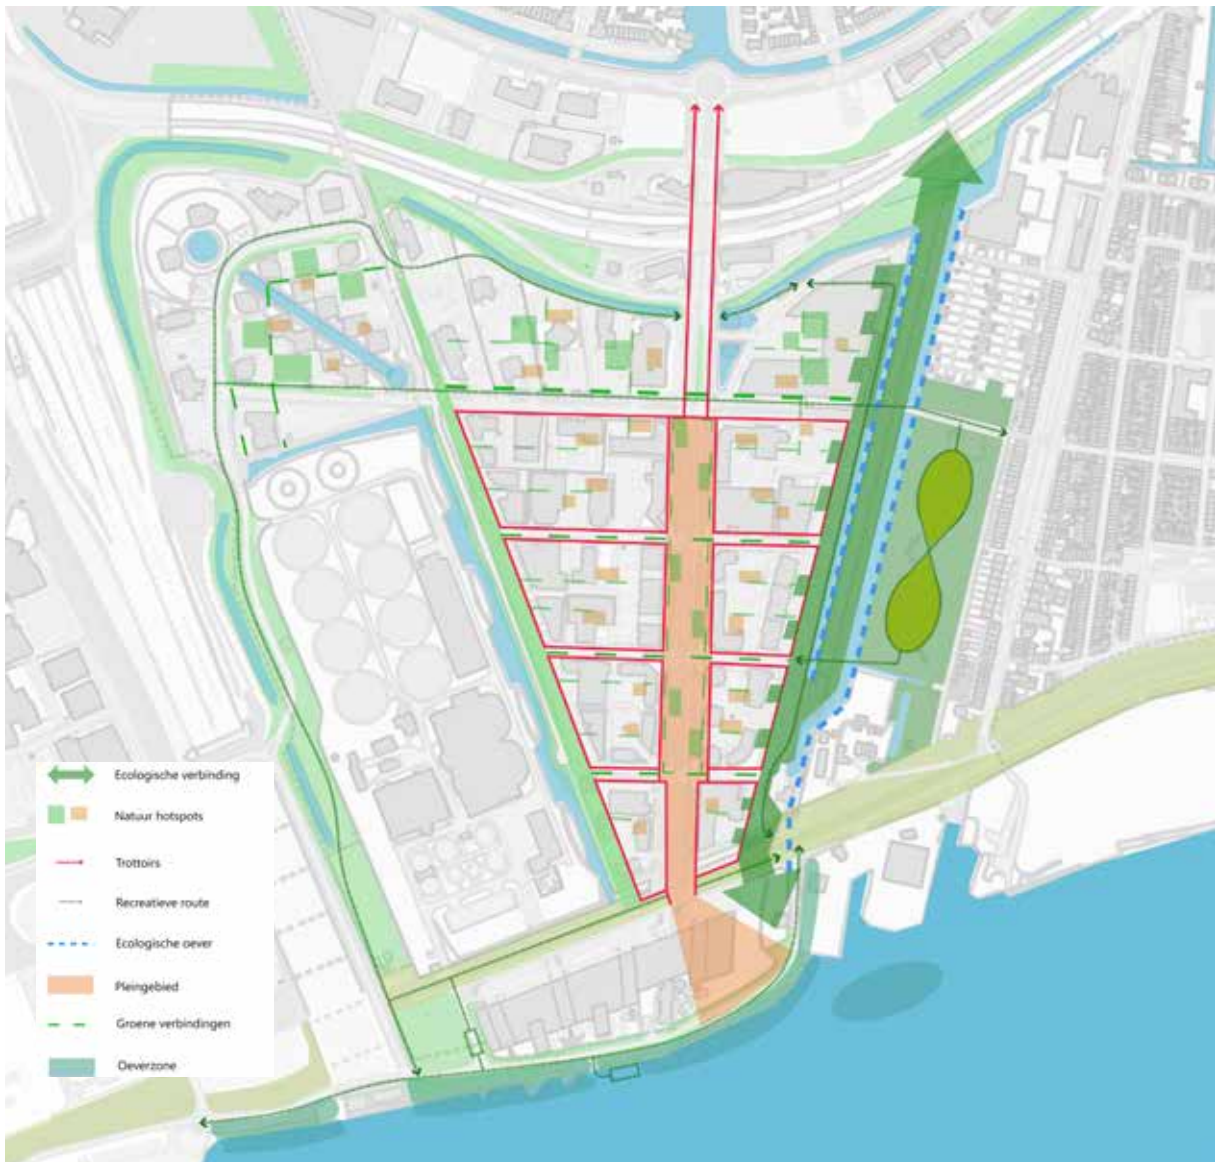 Ecologische verbinding
Natuur hotspots
Trottoirs
Recreatieve route
Ecologische oever
Pleingebied
Groene verbindingen
Oeverzone